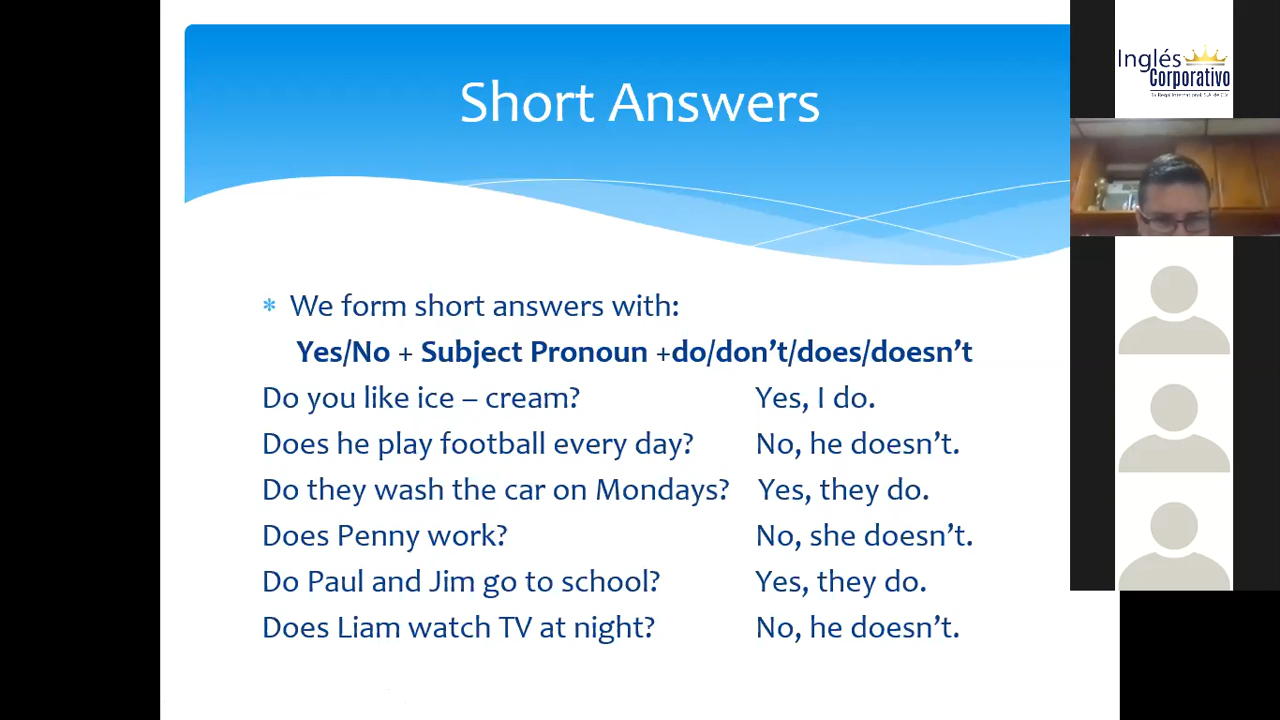 Short Answers
* We form short answers with:
Yes/No + Subject Pronoun +do/don’t/does/doesn’t
Do you like ice – cream? Yes, I do.
Does he play football every day? No, he doesn’t.
Do they wash the car on Mondays? Yes, they do.
Does Penny work? No, she doesn’t.
Do Paul and Jim go to school? Yes, they do.
Does Liam watch TV at night? No, he doesn’t.
Inglés
Corporativo